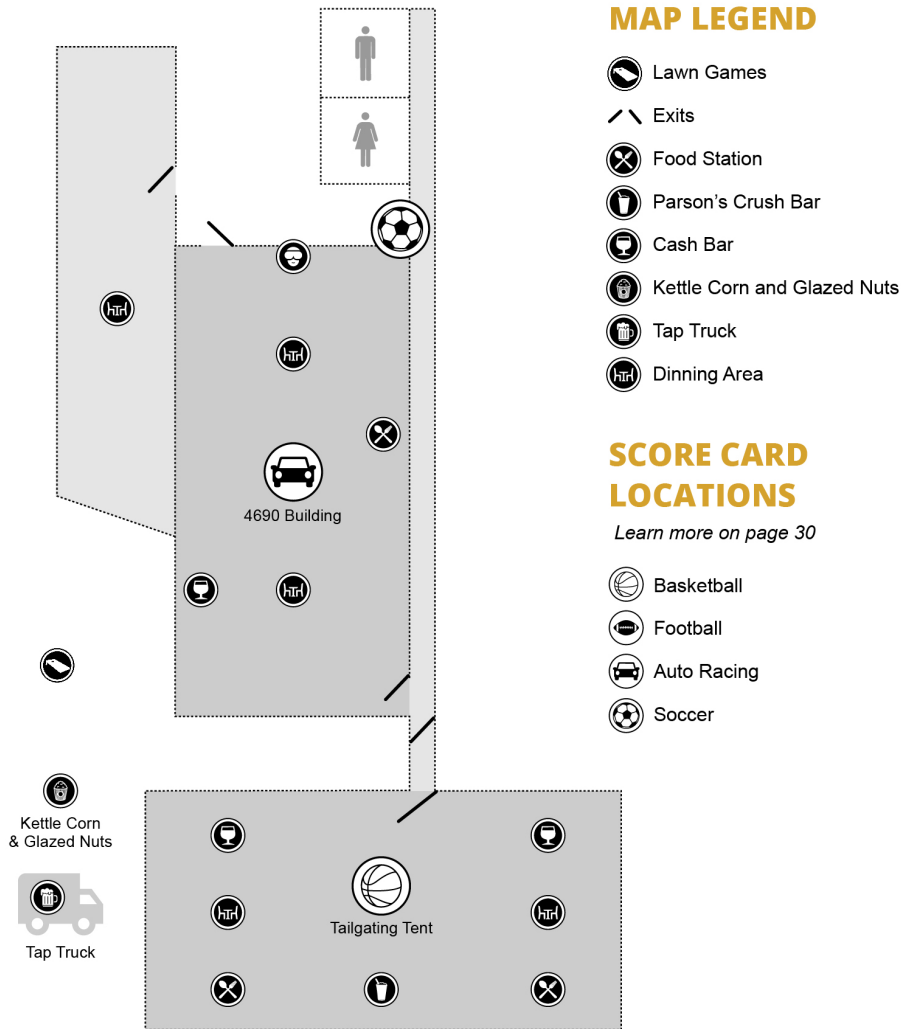 MAP LEGEND
Lawn Games
Exits
Food Station
Parson's Crush Bar
Cash Bar
Kettle Corn and Glazed Nuts
Tap Truck
Dinning Area
SCORE CARD
LOCATIONS
Learn more on page 30
Basketball
Football
Auto Racing
Soccer
4690 Building
Kettle Corn
& Glazed Nuts
Tap Truck
Tailgating Tent